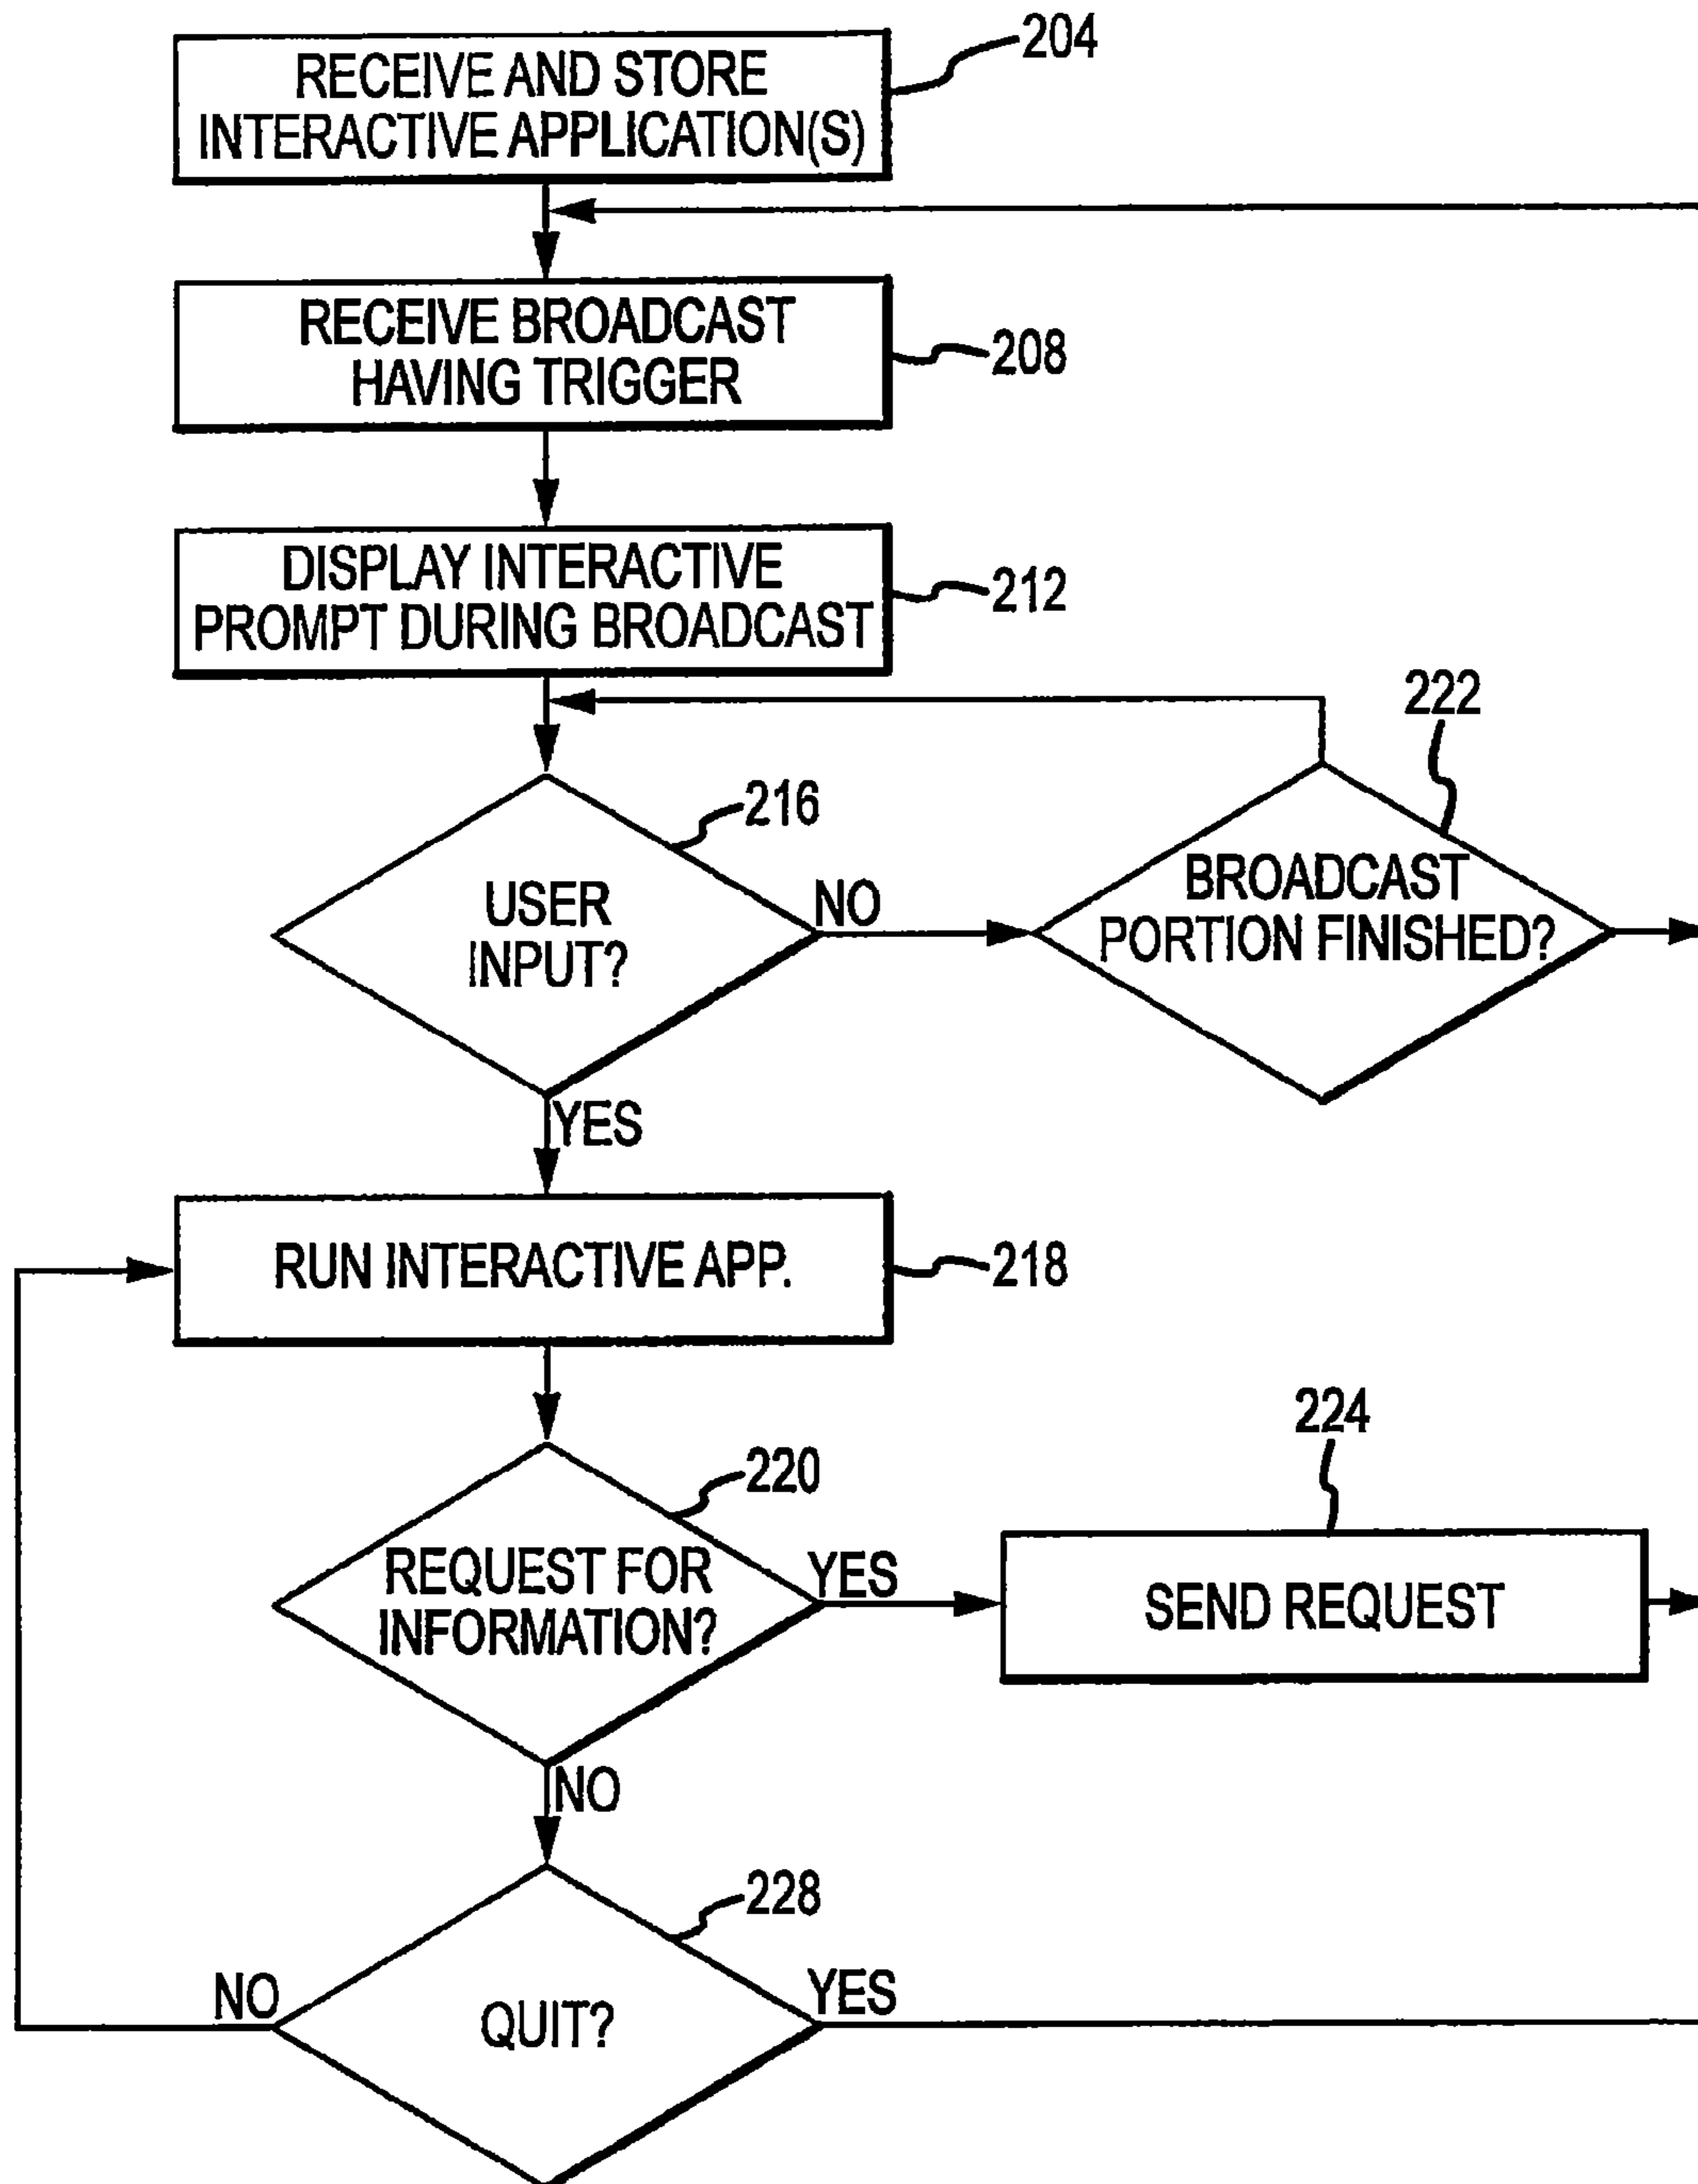 204
RECEIVE AND STORE
INTERACTIVE APPLICATION(S)
RECEIVE BROADCAST
HAVING TRIGGER
208
DISPLAY INTERACTIVE
PROMPT DURING BROADCAST
212
222
216
USER
INPUT?
NO
BROADCAST
PORTION FINISHED?
YES
RUN INTERACTIVE APP.
218
224
220
REQUEST FOR
INFORMATION?
YES
SEND REQUEST
NO
228
NO
QUIT?
YES